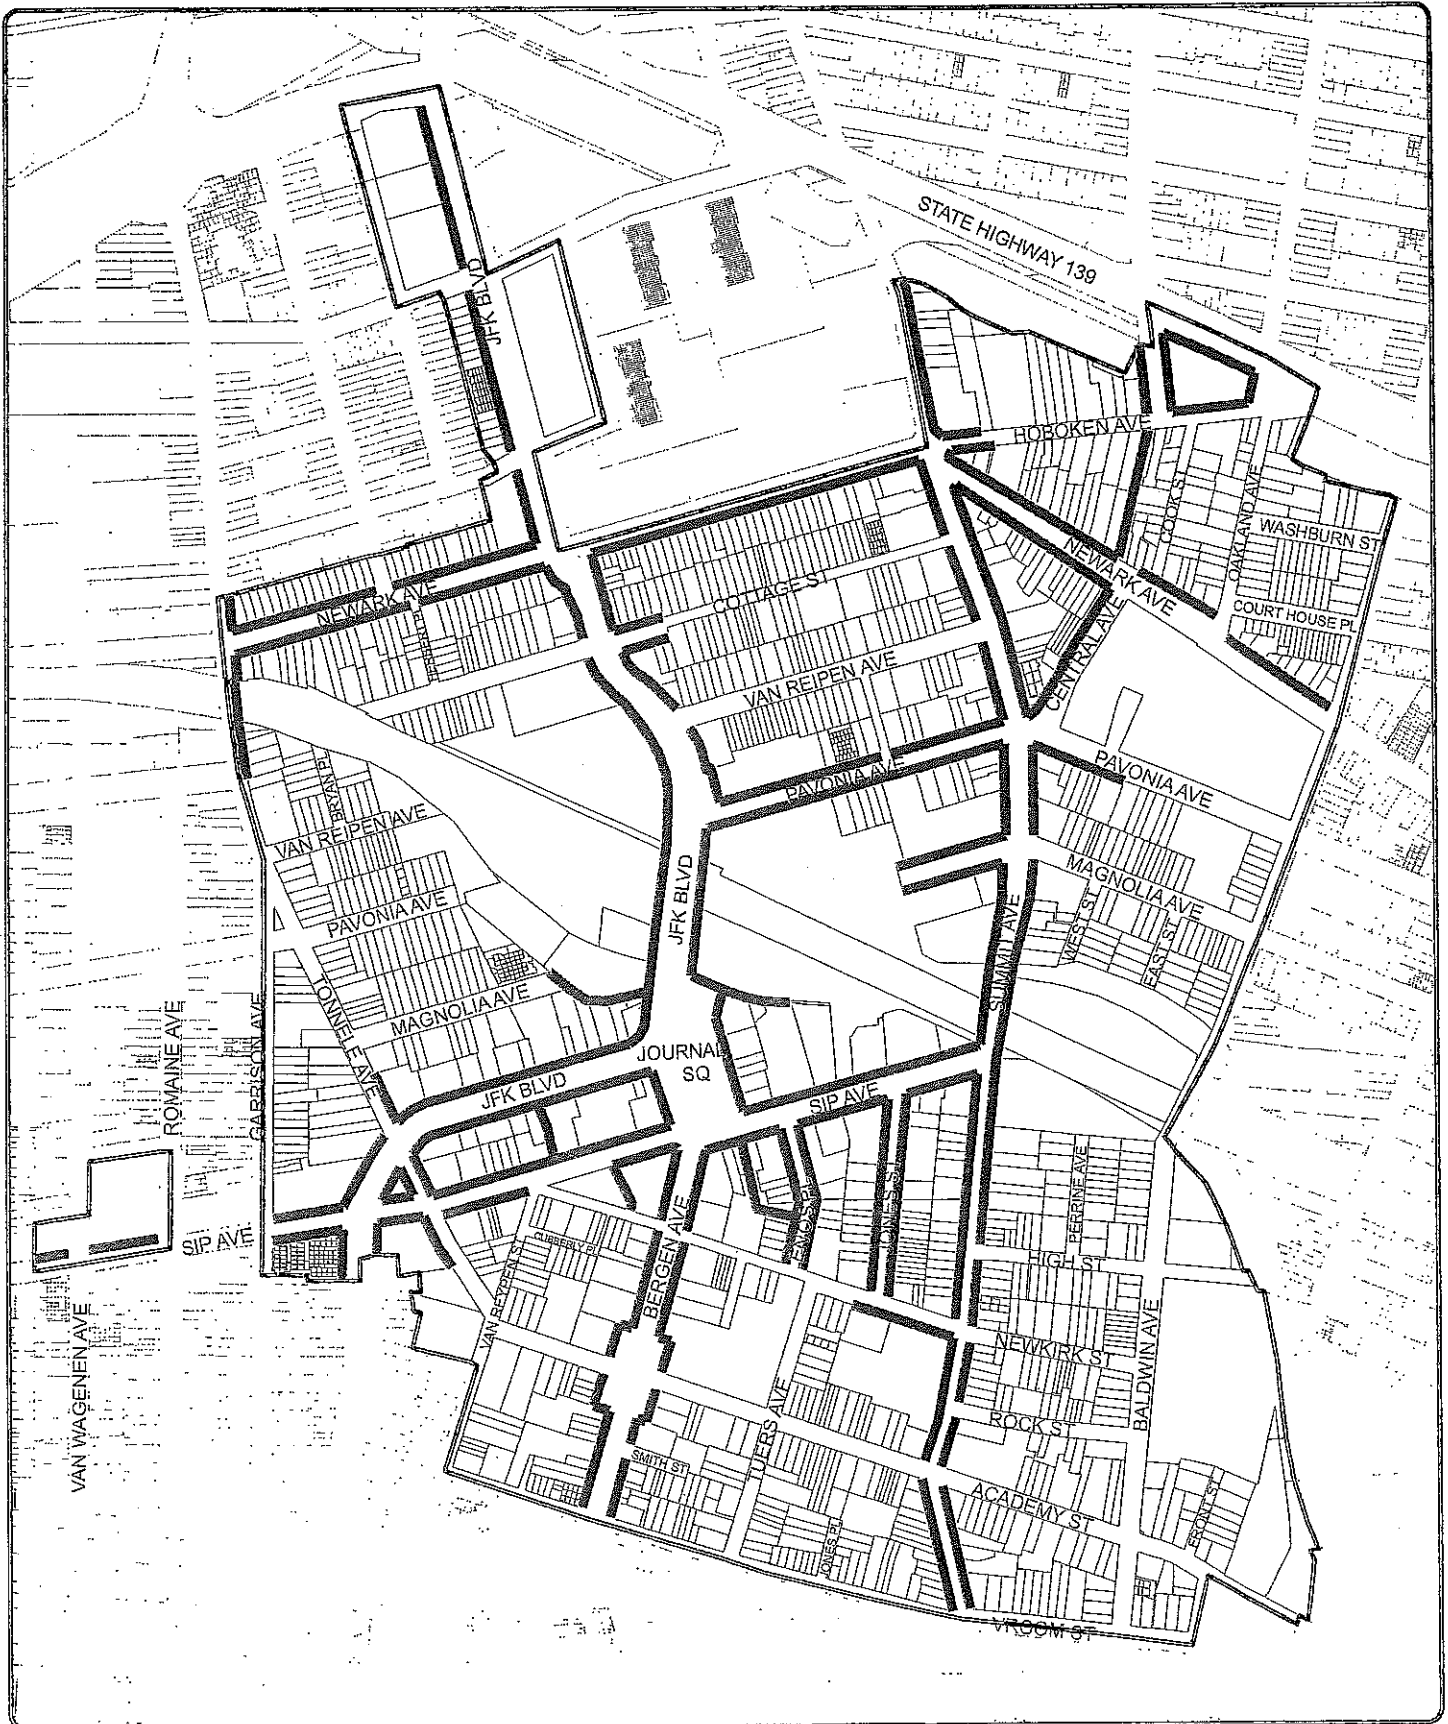 STATE HIGHWAY 139
JFK BLVD
HOBOKEN AVE
COOK ST
OAKLAND AVE
WASHBURN ST
NEWARK AVE
COURT HOUSE PL
NEWARK AVE
COTTAGE ST
CENTRAL AVE
VAN REIPEN AVE
PAVONIA AVE
PAVONIA AVE
BRYAN PL
VAN REIPEN AVE
JFK BLVD
MAGNOLIA AVE
PAVONIA AVE
WEST ST
EAST ST
SUMMIT AVE
TONNELE AVE
MAGNOLIA AVE
ROMAINE AVE
GARRISON AVE
JOURNAL
SQ
JFK BLVD
SIP AVE
PERRINE AVE
ENOS PL
JONES PL
SIP AVE
CUBBERLY PL
BERGEN AVE
HIGH ST
VAN REYPEN ST
NEWKIRK ST
BALDWIN AVE
VAN WAGENEN AVE
TUERS AVE
ROCK ST
SMITH ST
ACADEMY ST
FRONT ST
JONES PL
VROOM ST